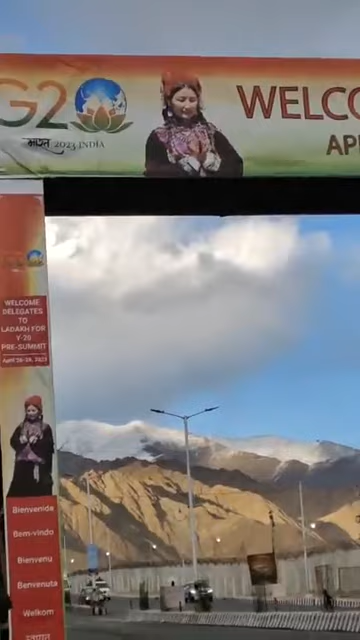 G20
WELCO
भारत 2023 INDIA
APR
WELCOME
DELEGATES
TO
LADAKH FOR
Y-20
PRE-SUMMIT
April 26-28, 2023
Bienvenide
Bem-vindo
Bienvenu
Benvenuta
Welkom